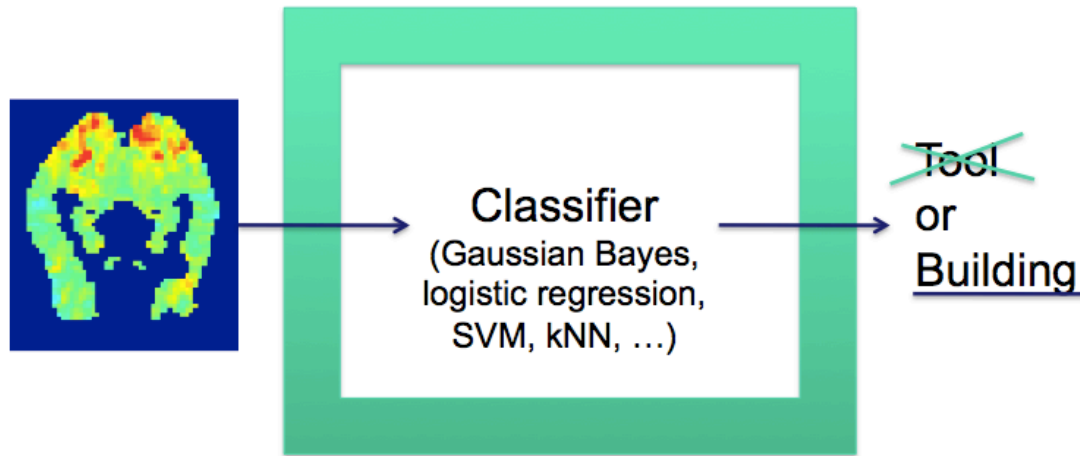 Classifier
(Gaussian Bayes,
logistic regression,
SVM, kNN, …)
Tool
or
Building